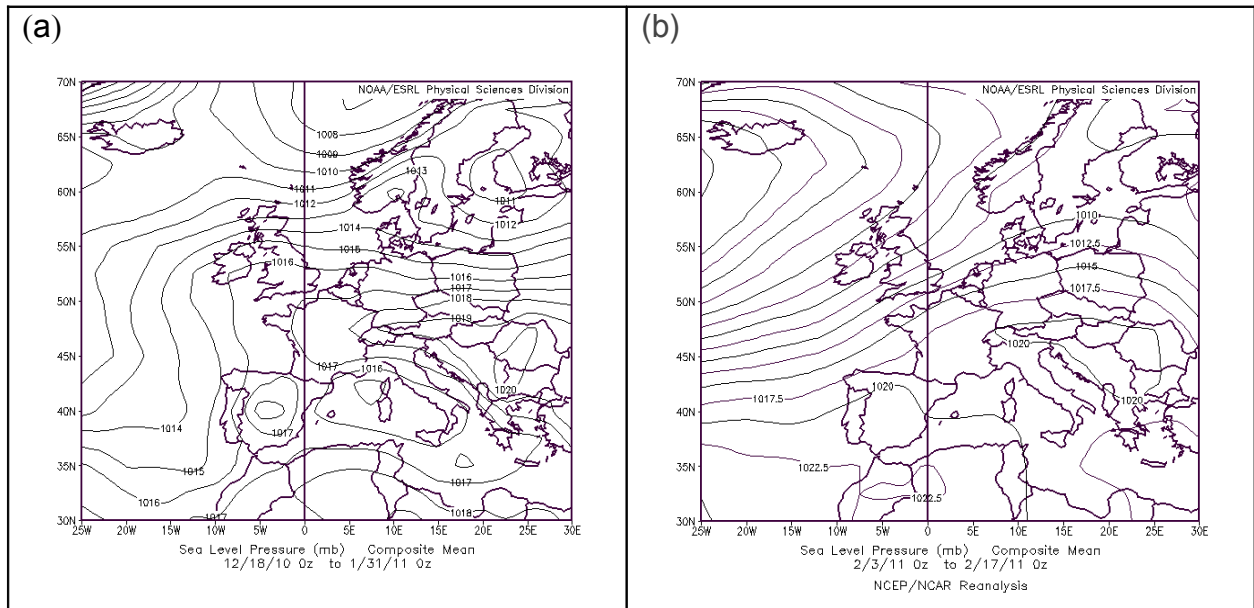 (a)
NOAA/ESRL Physical Sciences Division
70N
65N
60N
55N
50N
45N
40N
35N
30N
1008
1009
1010
1011
1012
1013
1011
1012
1014
1015
1016
1016
1017
1018
1019
1017
1016
1020
1017
1014
1015
1016
1017
1017
1018
25W 20W 15W 10W 5W 0 5E 10E 15E 20E 25E 30E
Sea Level Pressure (mb) Composite Mean
12/18/10 0z to 1/31/11 0z
(b)
NOAA/ESRL Physical Sciences Division
70N
65N
60N
55N
50N
45N
40N
35N
30N
1010
1012.5
1015
1017.5
1020
1020
1020
1017.5
1022.5
1022.5
25W 20W 15W 10W 5W 0 5E 10E 15E 20E 25E 30E
Sea Level Pressure (mb) Composite Mean
2/3/11 0z to 2/17/11 0z
NCEP/NCAR Reanalysis